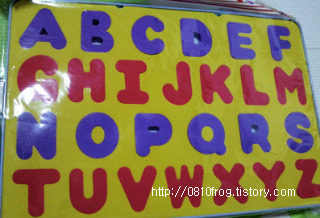 ABCDEF
GHIJKLM
NOPQRS
TUVWXYZ
http://0810frog.tistory.com